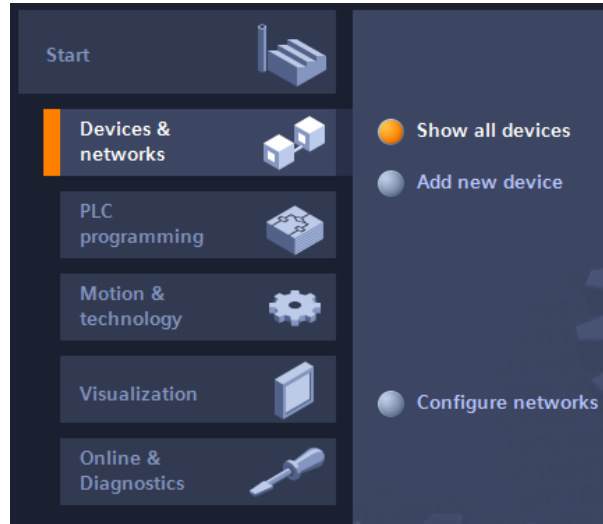 Start
Devices &
networks
PLC
programming
Motion &
technology
Visualization
Online &
Diagnostics
Show all devices
Add new device
Configure networks